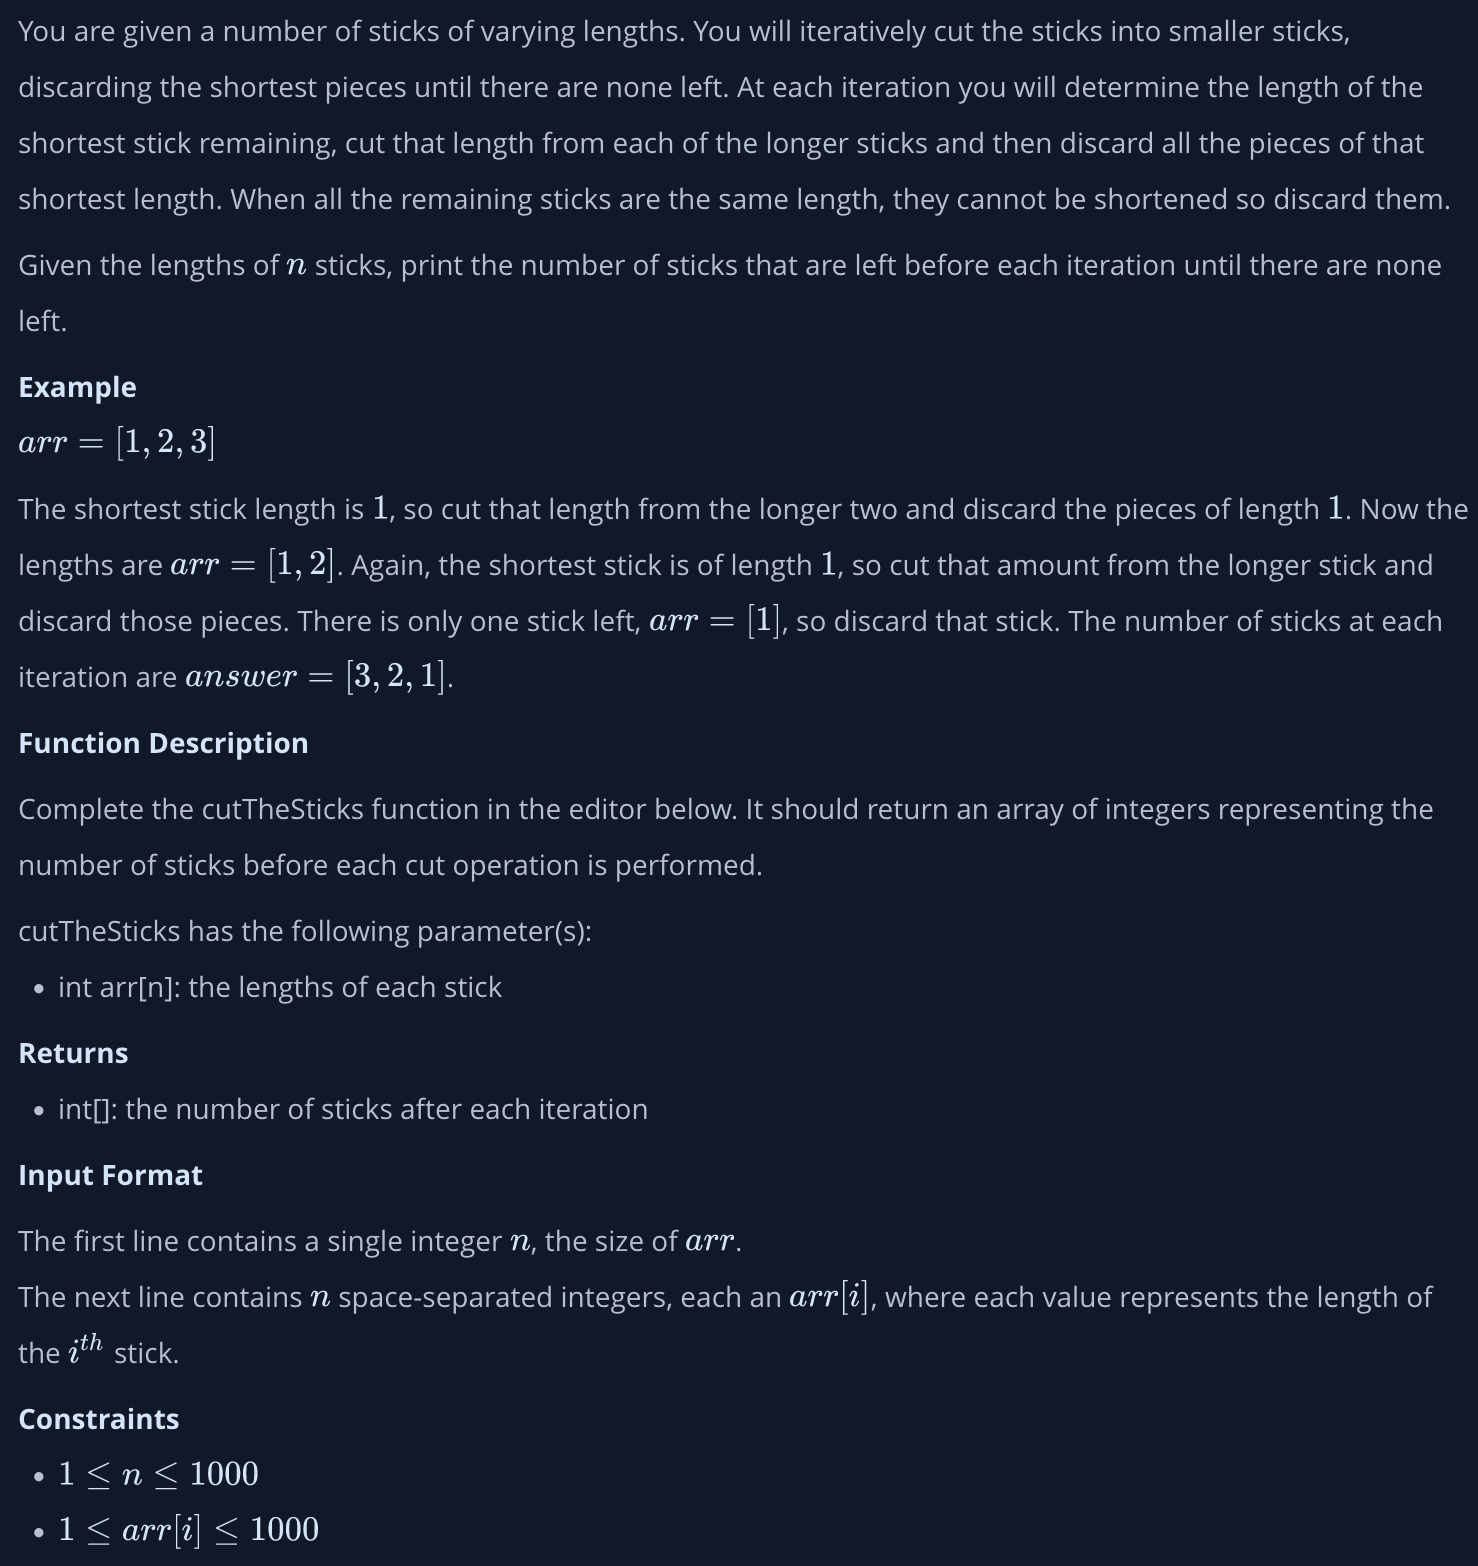 You are given a number of sticks of varying lengths. You will iteratively cut the sticks into smaller sticks,
discarding the shortest pieces until there are none left. At each iteration you will determine the length of the
shortest stick remaining, cut that length from each of the longer sticks and then discard all the pieces of that
shortest length. When all the remaining sticks are the same length, they cannot be shortened so discard them.
Given the lengths of n sticks, print the number of sticks that are left before each iteration until there are none
left.
Example
arr = [1, 2, 3]
The shortest stick length is 1, so cut that length from the longer two and discard the pieces of length 1. Now the
lengths are arr = [1, 2]. Again, the shortest stick is of length 1, so cut that amount from the longer stick and
discard those pieces. There is only one stick left, arr = [1], so discard that stick. The number of sticks at each
iteration are answer = [3, 2, 1].
Function Description
Complete the cutTheSticks function in the editor below. It should return an array of integers representing the
number of sticks before each cut operation is performed.
cutTheSticks has the following parameter(s):
• int arr[n]: the lengths of each stick
Returns
• int[]: the number of sticks after each iteration
Input Format
The first line contains a single integer n, the size of arr.
The next line contains n space-separated integers, each an arr[i], where each value represents the length of
the i^th stick.
Constraints
• 1 ≤ n ≤ 1000
• 1 ≤ arr[i] ≤ 1000